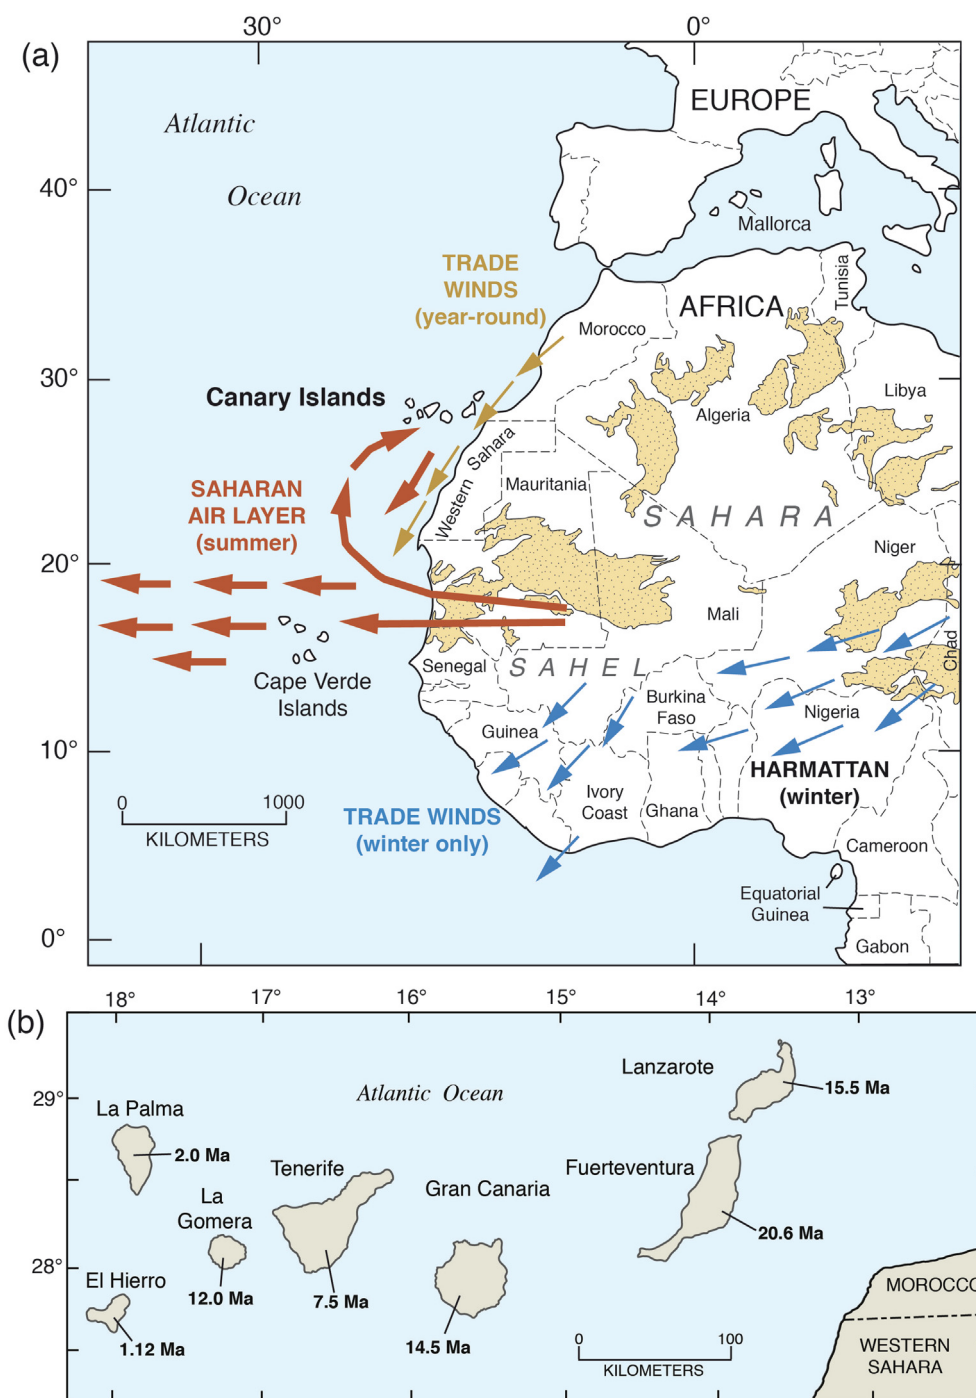 30°
0°
(a)
EUROPE
Atlantic
Ocean
40°
Mallorca
TRADE
WINDS
(year-round)
Tunisia
AFRICA
Morocco
30°
Canary Islands
Libya
Algeria
Western Sahara
Mauritania
SAHARAN
AIR LAYER
(summer)
SAHARA
20°
Niger
Mali
Chad
Senegal
SAHEL
Cape Verde
Islands
Burkina
Faso
Nigeria
Guinea
10°
HARMATTAN
(winter)
0
1000
KILOMETERS
TRADE WINDS
(winter only)
Ivory
Coast
Ghana
Cameroon
Equatorial
Guinea
0°
Gabon
(b)
18°
17°
16°
15°
14°
13°
Lanzarote
15.5 Ma
Atlantic Ocean
29°
La Palma
2.0 Ma
Tenerife
Fuerteventura
Gran Canaria
La
Gomera
20.6 Ma
28°
El Hierro
12.0 Ma
7.5 Ma
MOROCCO
1.12 Ma
14.5 Ma
0
100
KILOMETERS
WESTERN
SAHARA